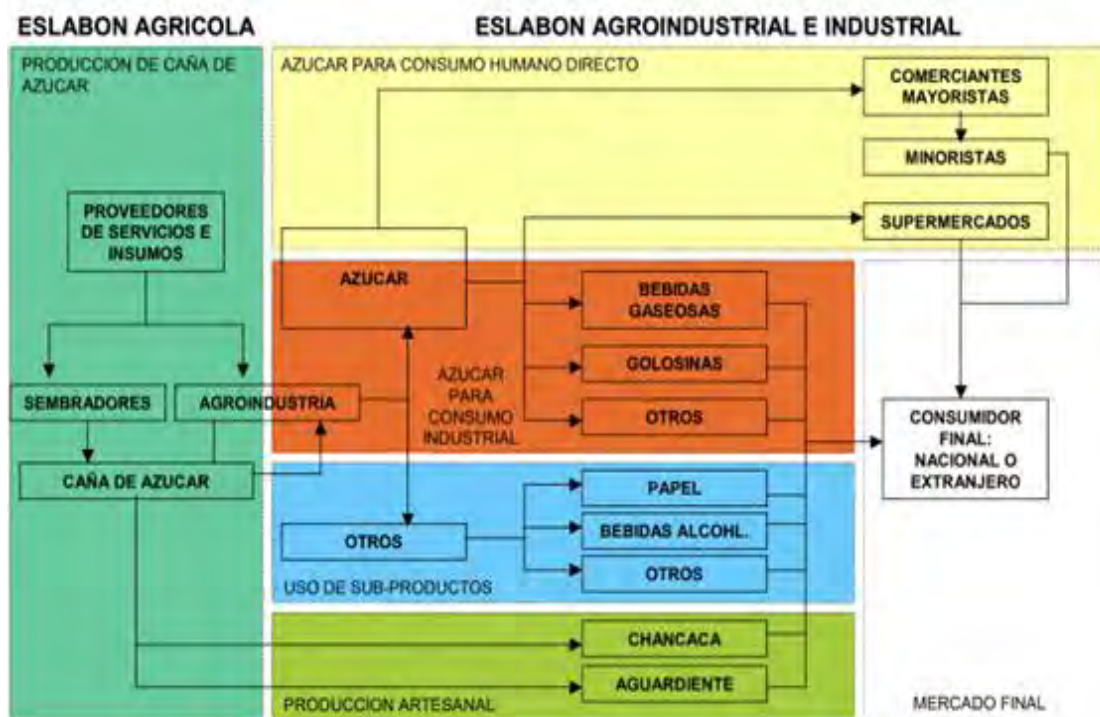 ESLABON AGRICOLA
ESLABON AGROINDUSTRIAL E INDUSTRIAL
PRODUCCION DE CAÑA DE
AZUCAR
AZUCAR PARA CONSUMO HUMANO DIRECTO
COMERCIANTES
MAYORISTAS
MINORISTAS
PROVEEDORES
DE SERVICIOS E
INSUMOS
SUPERMERCADOS
AZUCAR
BEBIDAS
GASEOSAS
GOLOSINAS
OTROS
AZUCAR
PARA
CONSUMO
INDUSTRIAL
SEMBRADORES
AGROINDUSTRIA
CAÑA DE AZUCAR
CONSUMIDOR
FINAL:
NACIONAL O
EXTRANJERO
PAPEL
BEBIDAS ALCOHL.
OTROS
OTROS
USO DE SUB-PRODUCTOS
CHANCACA
AGUARDIENTE
PRODUCCION ARTESANAL
MERCADO FINAL